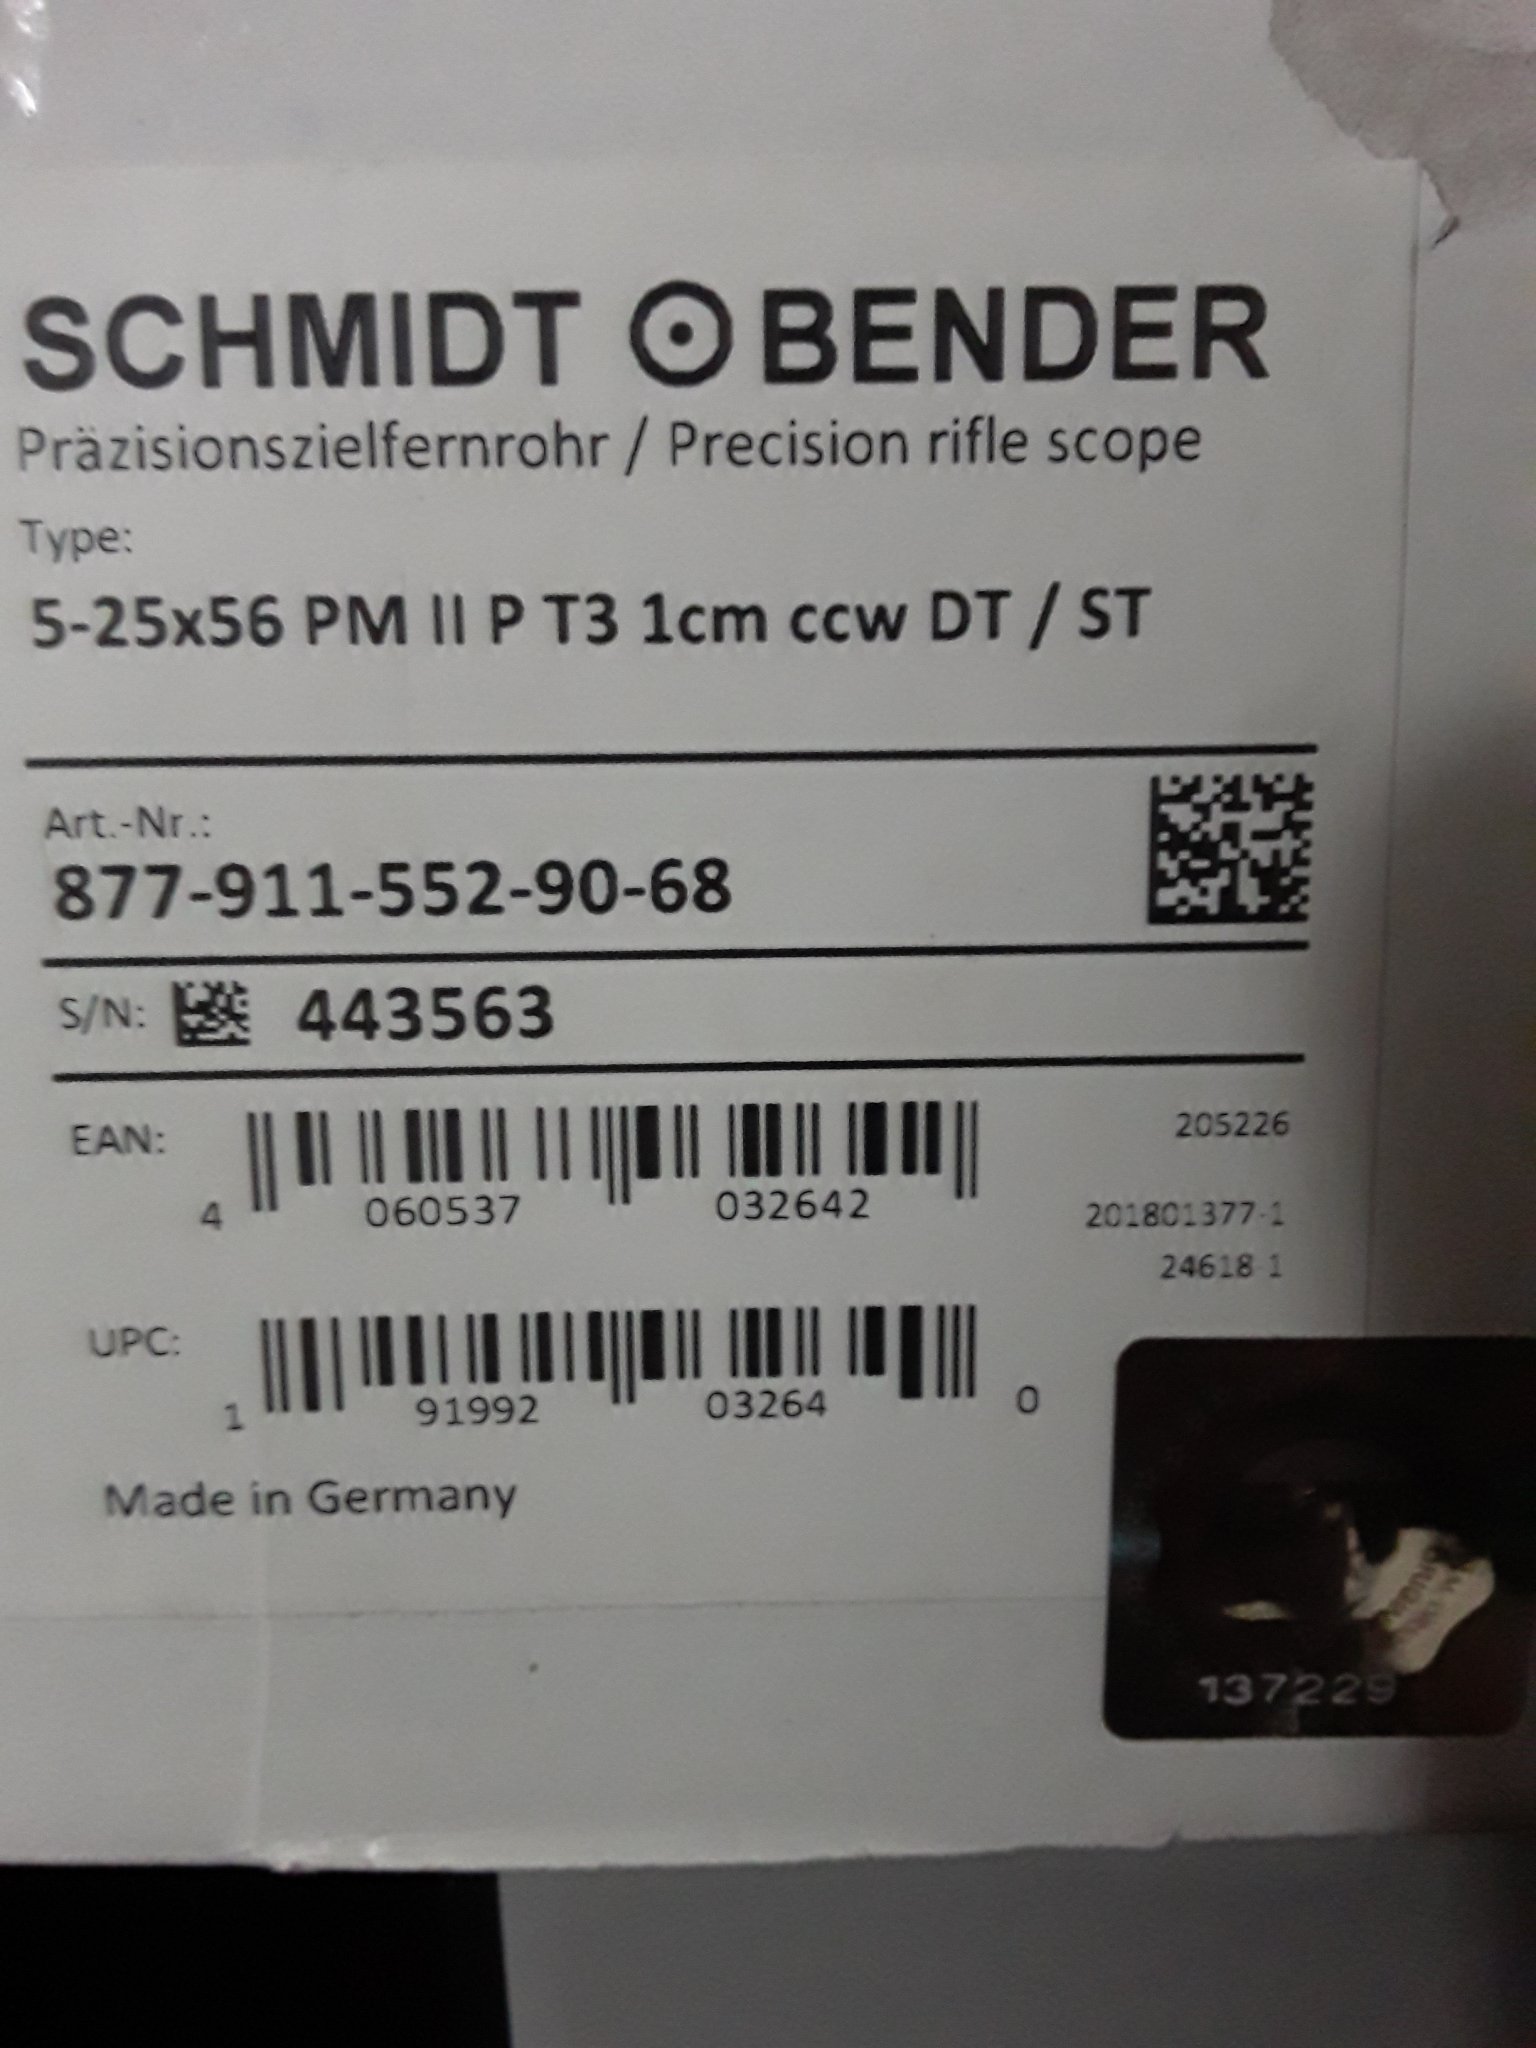 SCHMIDT BENDER
Präzisionszielfernrohr / Precision rifle scope
Type:
5-25x56 PM II P T3 1cm ccw DT / ST
Art.-Nr.:
877-911-552-90-68
S/N: 443563
EAN:
4 060537 032642
205226
201801377-1
24618-1
UPC:
1 91992 03264 0
Made in Germany
137229